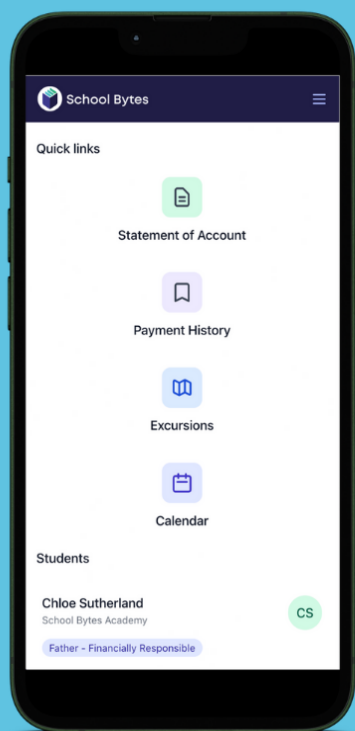 School Bytes
Quick links
Statement of Account
Payment History
Excursions
Calendar
Students
Chloe Sutherland
School Bytes Academy
CS
Father - Financially Responsible